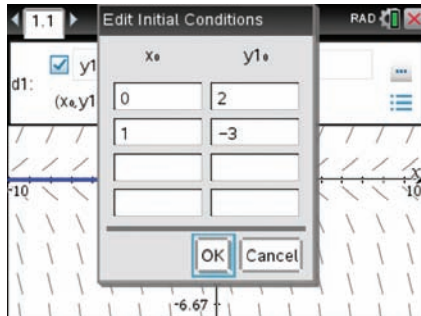 1.1
Edit Initial Conditions
RAD
x₀ y1₀
y1
d1:
(x₀,y1
0 2
1 -3
x
-10 10
OK Cancel
-6.67